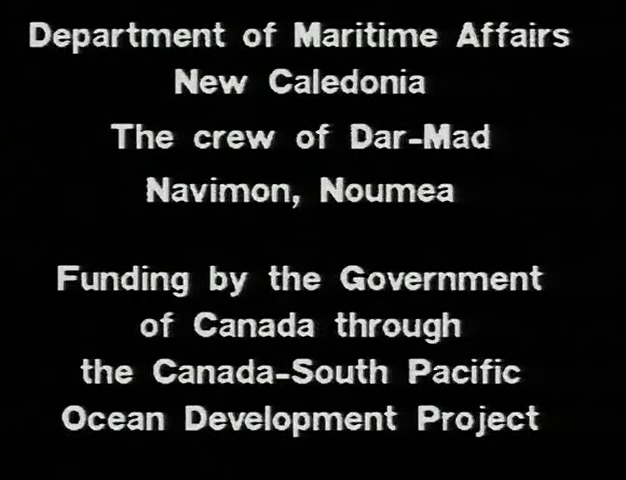 Department of Maritime Affairs
New Caledonia
The crew of Dar-Mad
Navimon, Noumea
Funding by the Government
of Canada through
the Canada-South Pacific
Ocean Development Project